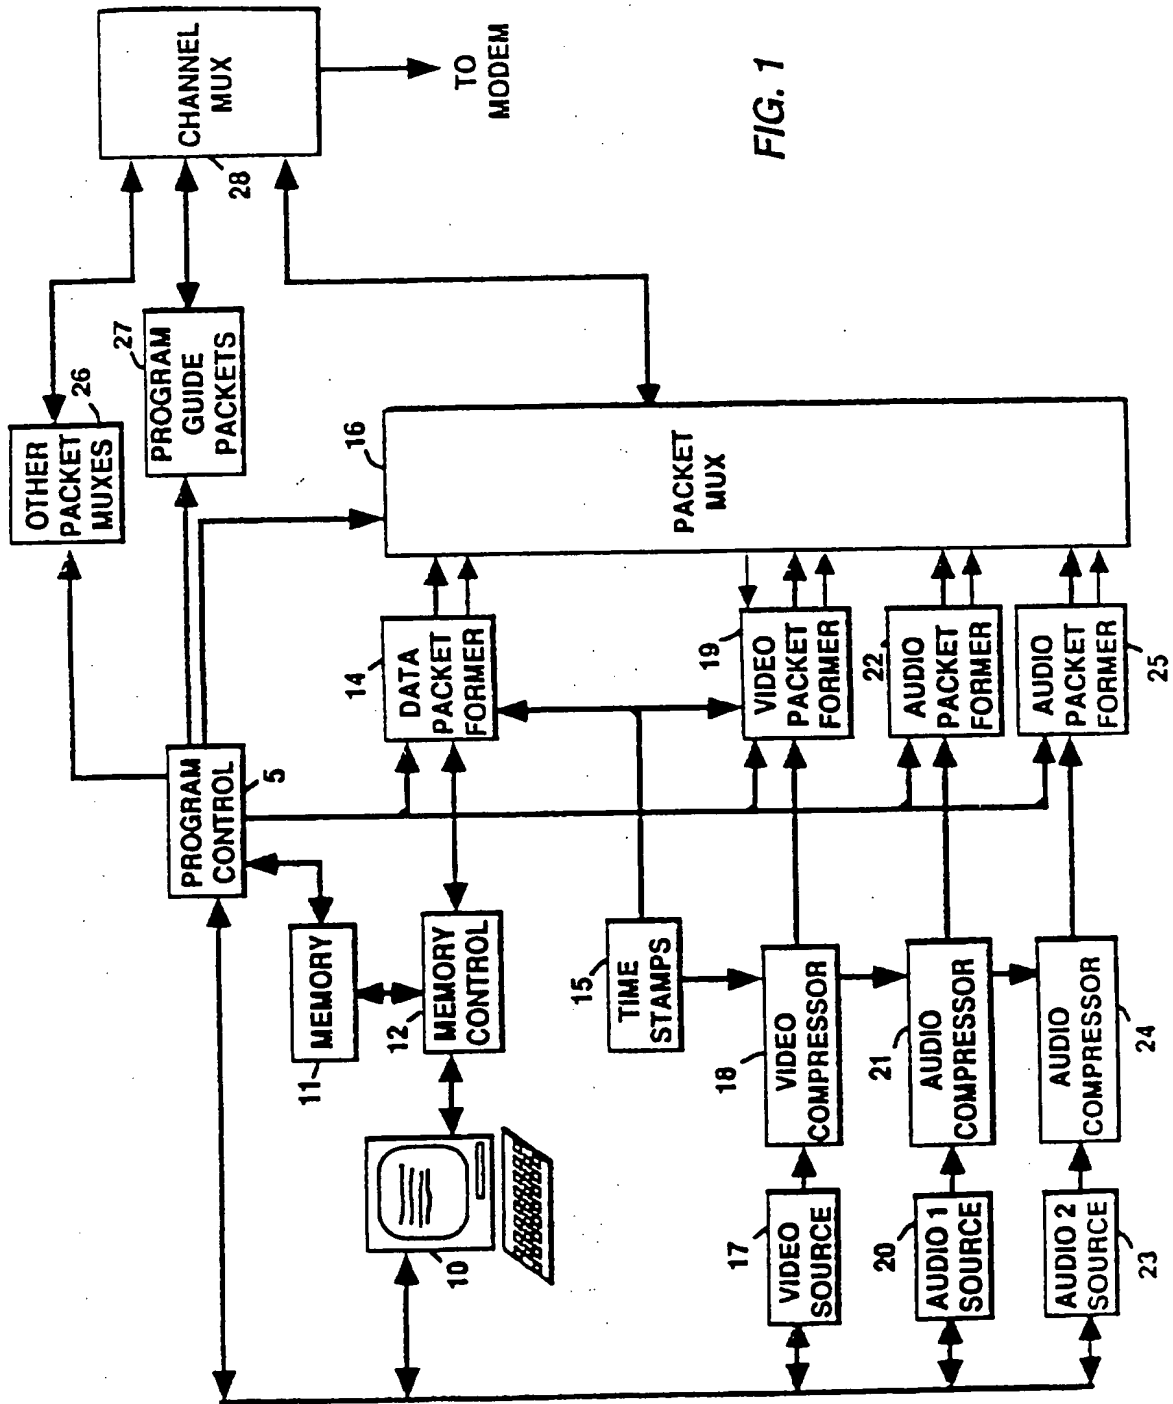 OTHER
PACKET
MUXES
26
PROGRAM
GUIDE
PACKETS
27
CHANNEL
MUX
28
TO
MODEM
PROGRAM
CONTROL
5
MEMORY
11
MEMORY
CONTROL
12
10
DATA
PACKET
FORMER
14
TIME
STAMPS
15
PACKET
MUX
16
VIDEO
SOURCE
17
VIDEO
COMPRESSOR
18
VIDEO
PACKET
FORMER
19
AUDIO 1
SOURCE
20
AUDIO
COMPRESSOR
21
AUDIO
PACKET
FORMER
22
AUDIO 2
SOURCE
23
AUDIO
COMPRESSOR
24
AUDIO
PACKET
FORMER
25
FIG. 1